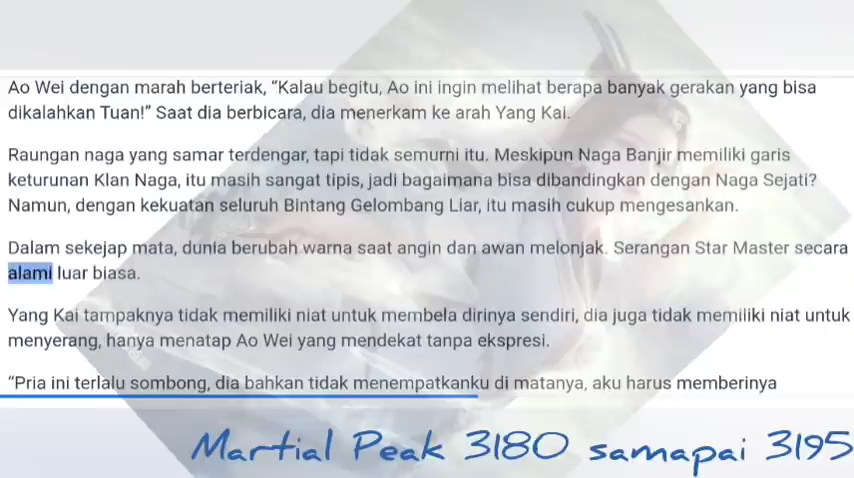 Ao Wei dengan marah berteriak, “Kalau begitu, Ao ini ingin melihat berapa banyak gerakan yang bisa
dikalahkan Tuan!” Saat dia berbicara, dia menerkam ke arah Yang Kai.
Raungan naga yang samar terdengar, tapi tidak semurni itu. Meskipun Naga Banjir memiliki garis
keturunan Klan Naga, itu masih sangat tipis, jadi bagaimana bisa dibandingkan dengan Naga Sejati?
Namun, dengan kekuatan seluruh Bintang Gelombang Liar, itu masih cukup mengesankan.
Dalam sekejap mata, dunia berubah warna saat angin dan awan melonjak. Serangan Star Master secara
alami luar biasa.
Yang Kai tampaknya tidak memiliki niat untuk membela dirinya sendiri, dia juga tidak memiliki niat untuk
menyerang, hanya menatap Ao Wei yang mendekat tanpa ekspresi.
“Pria ini terlalu sombong, dia bahkan tidak menempatkanku di matanya, aku harus memberinya
Martial Peak 3180 samapai 3195